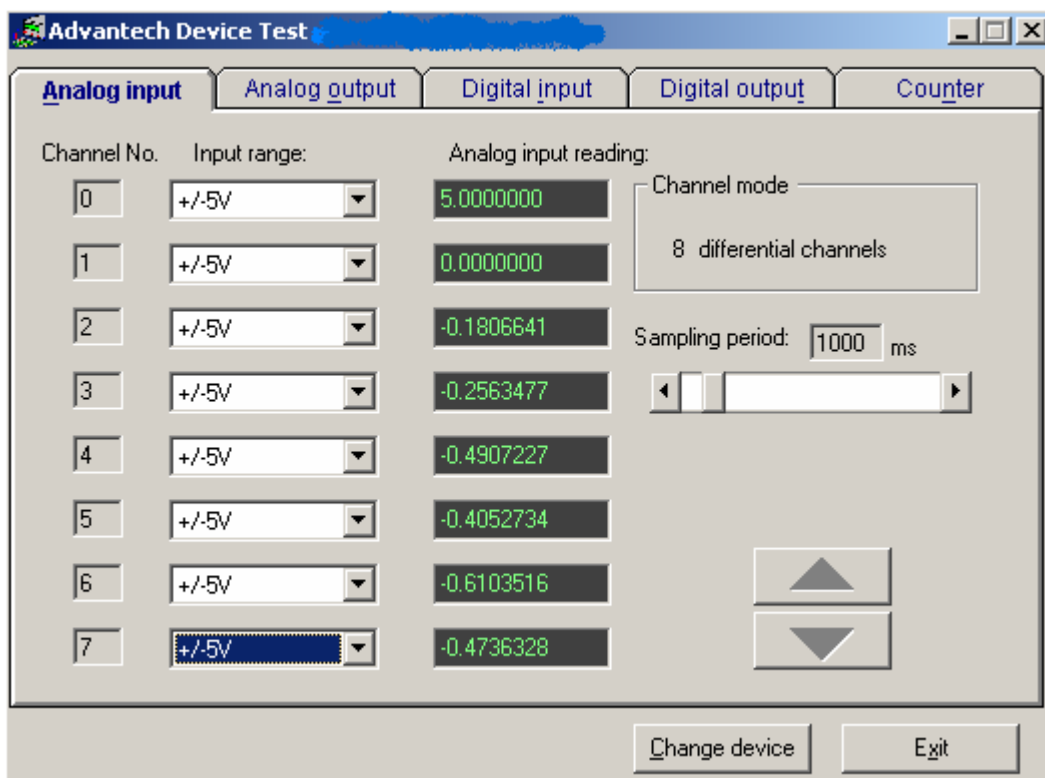 Advantech Device Test
Analog input Analog output Digital input Digital output Counter
Channel No. Input range: Analog input reading:
Channel mode
0 +/-5V 5.0000000
8 differential channels
1 +/-5V 0.0000000
2 +/-5V -0.1806641
Sampling period: 1000 ms
3 +/-5V -0.2563477
4 +/-5V -0.4907227
5 +/-5V -0.4052734
6 +/-5V -0.6103516
7 +/-5V -0.4736328
Change device Exit